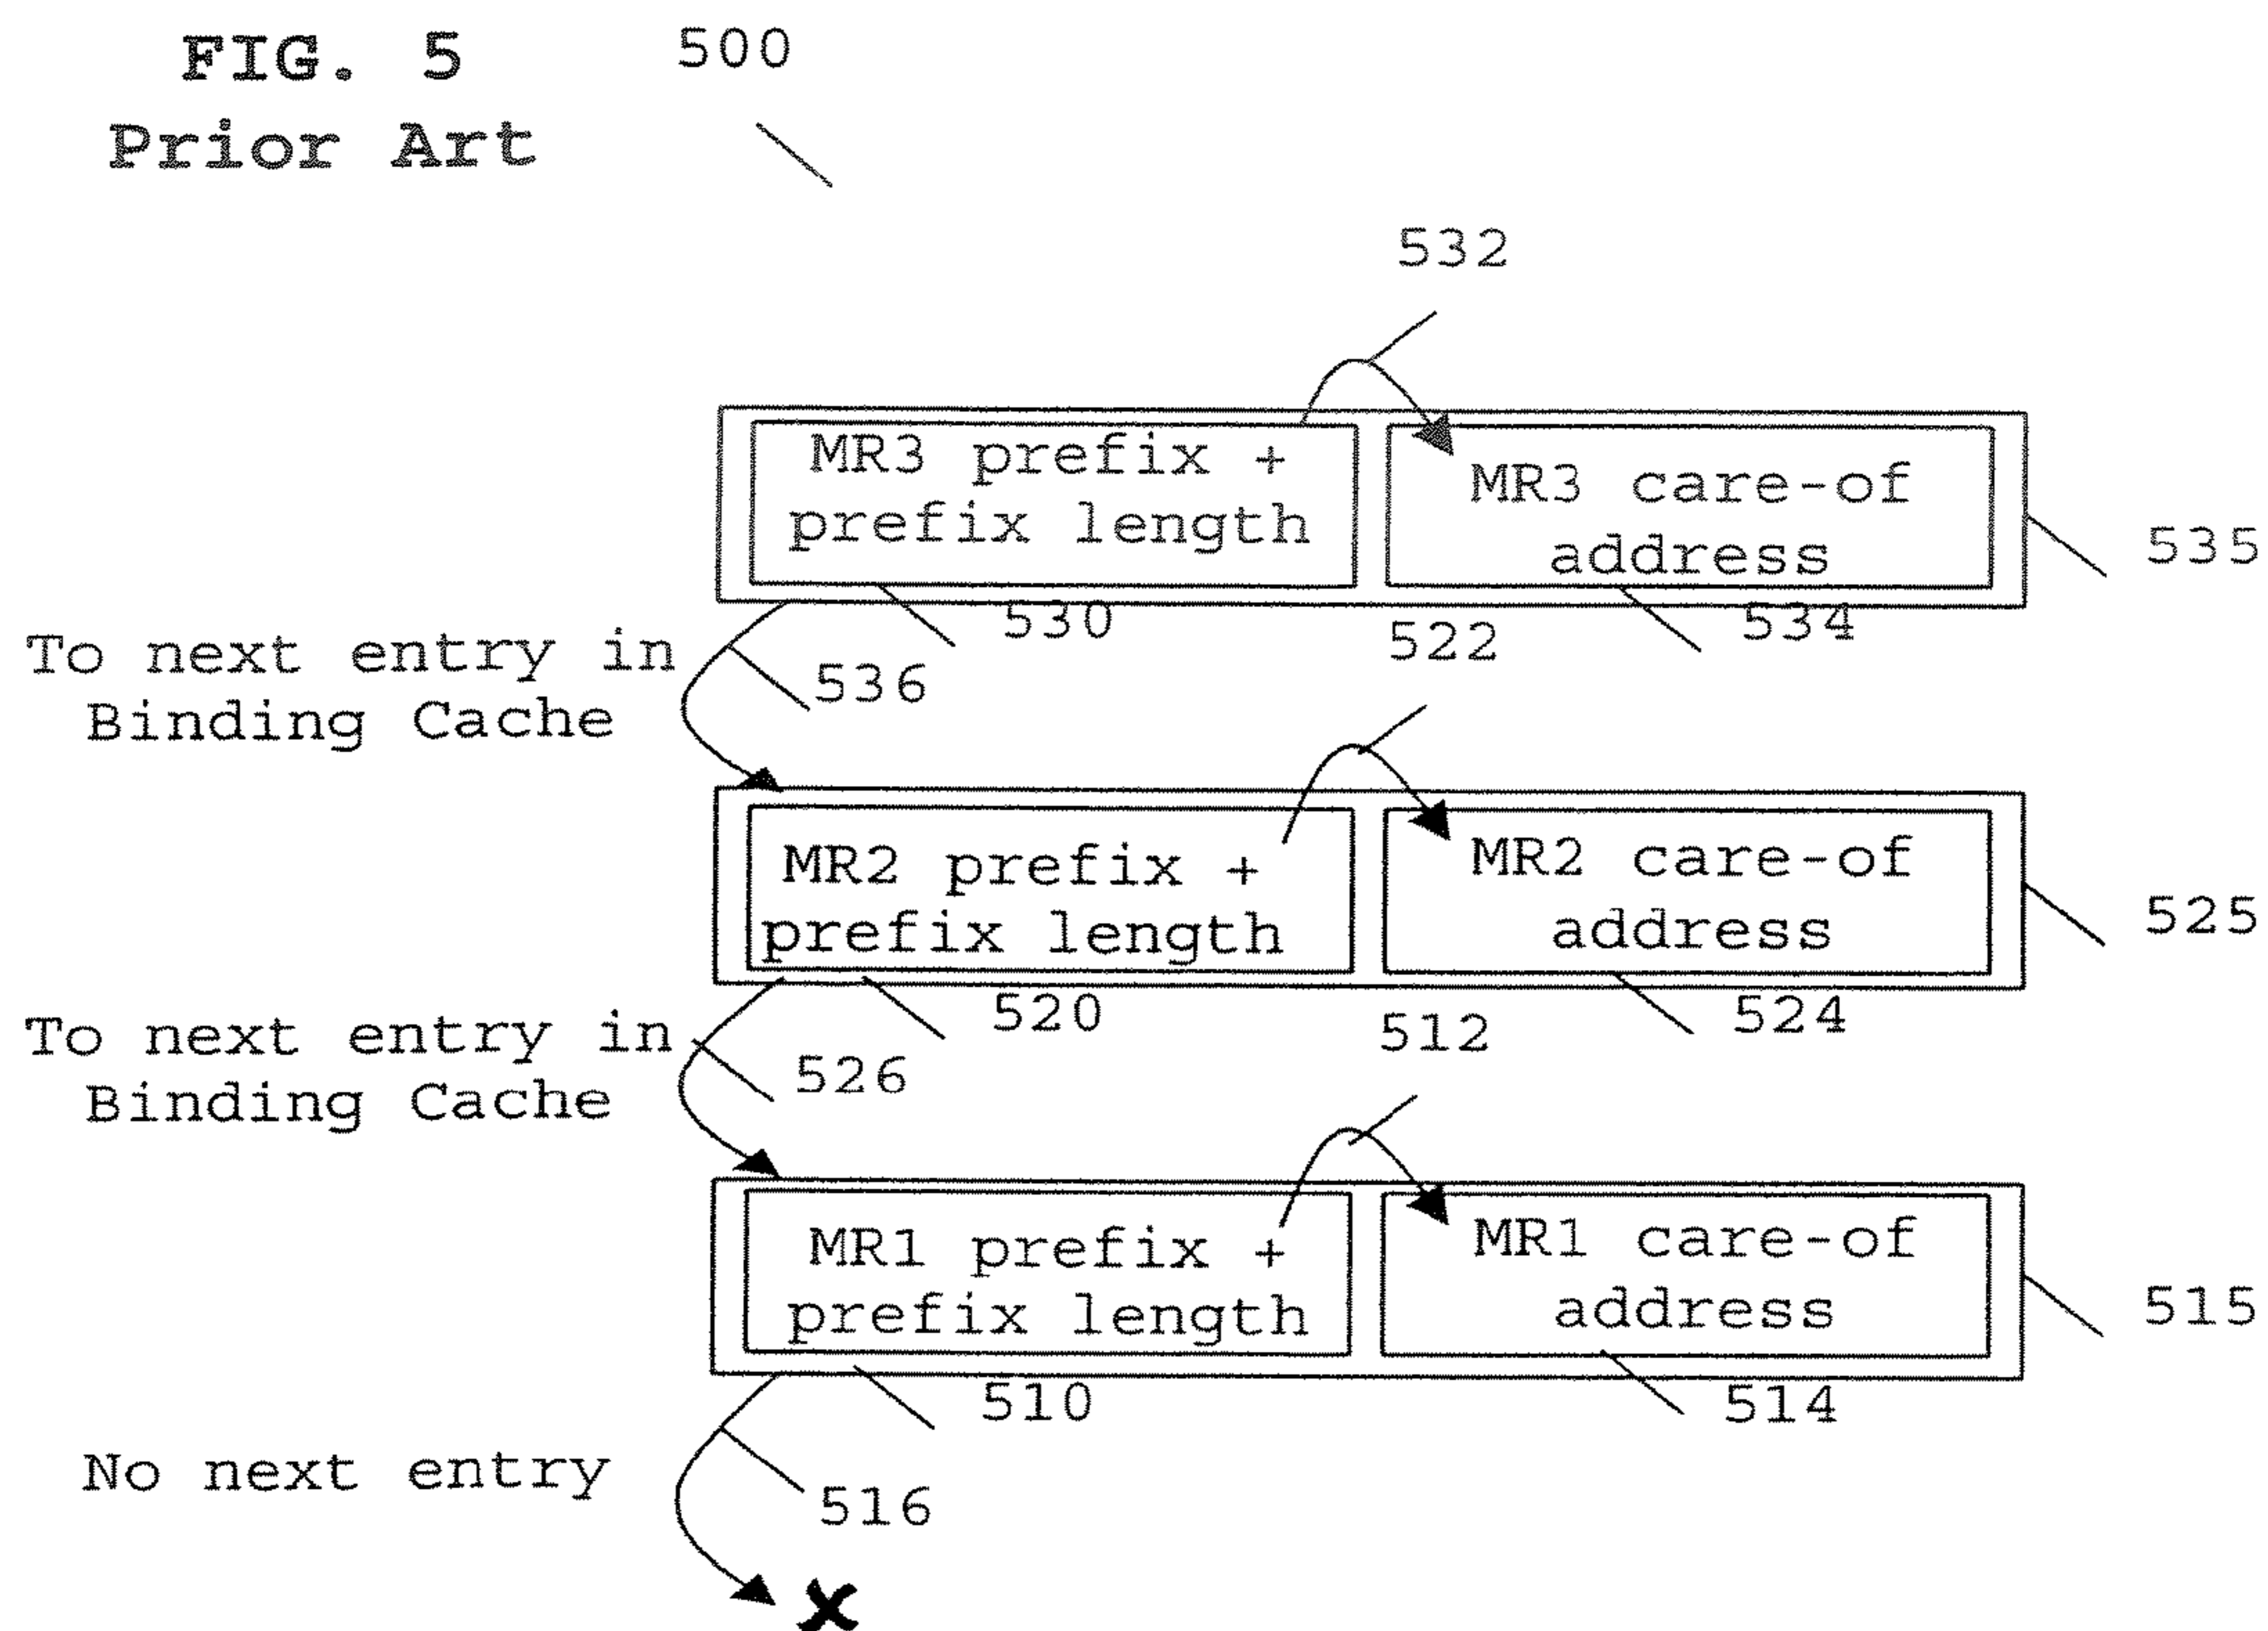 FIG. 5
500
Prior Art
532
MR3 prefix +
prefix length
MR3 care-of
address
535
530
534
522
To next entry in
Binding Cache
536
MR2 prefix +
prefix length
MR2 care-of
address
525
520
524
512
To next entry in
Binding Cache
526
MR1 prefix +
prefix length
MR1 care-of
address
515
510
514
No next entry
516
x